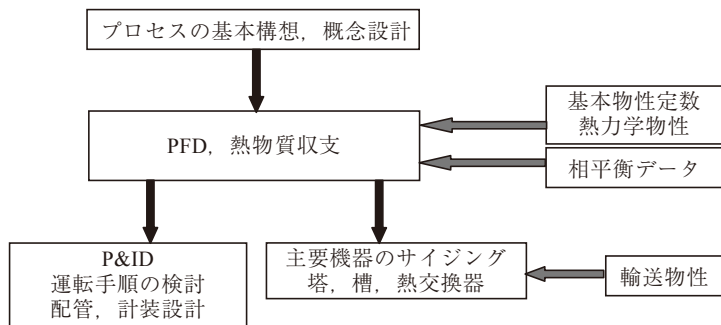 プロセスの基本構想，概念設計
基本物性定数
熱力学物性
PFD，熱物質収支
相平衡データ
P&ID
運転手順の検討
配管，計装設計
主要機器のサイジング
塔，槽，熱交換器
輸送物性